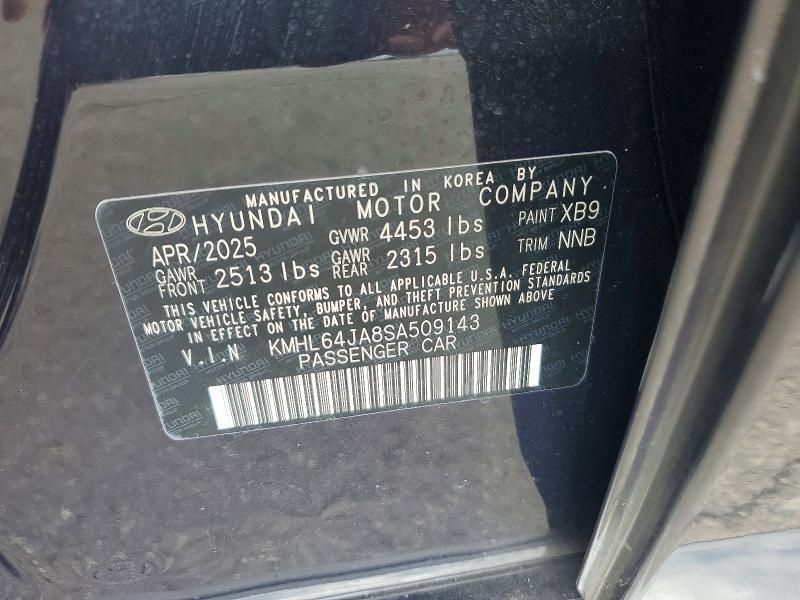 MANUFACTURED IN KOREA BY
HYUNDAI MOTOR COMPANY
APR/2025 GVWR 4453 lbs PAINT XB9
GAWR FRONT 2513 lbs GAWR REAR 2315 lbs TRIM NNB
THIS VEHICLE CONFORMS TO ALL APPLICABLE U.S.A. FEDERAL
MOTOR VEHICLE SAFETY, BUMPER, AND THEFT PREVENTION STANDARDS
IN EFFECT ON THE DATE OF MANUFACTURE SHOWN ABOVE
V.I.N KMHL64JA8SA509143
PASSENGER CAR